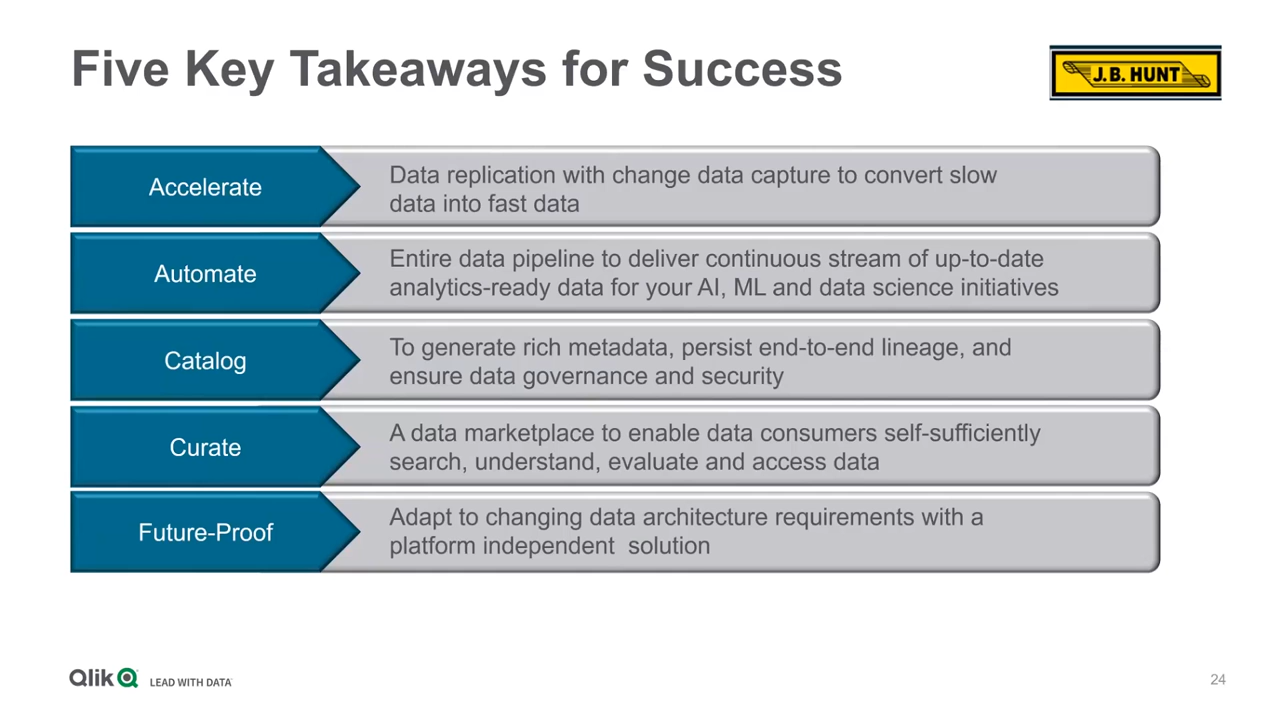 Five Key Takeaways for Success
J.B. HUNT
Accelerate
Data replication with change data capture to convert slow
data into fast data
Automate
Entire data pipeline to deliver continuous stream of up-to-date
analytics-ready data for your AI, ML and data science initiatives
Catalog
To generate rich metadata, persist end-to-end lineage, and
ensure data governance and security
Curate
A data marketplace to enable data consumers self-sufficiently
search, understand, evaluate and access data
Future-Proof
Adapt to changing data architecture requirements with a
platform independent  solution
Qlik LEAD WITH DATA
24